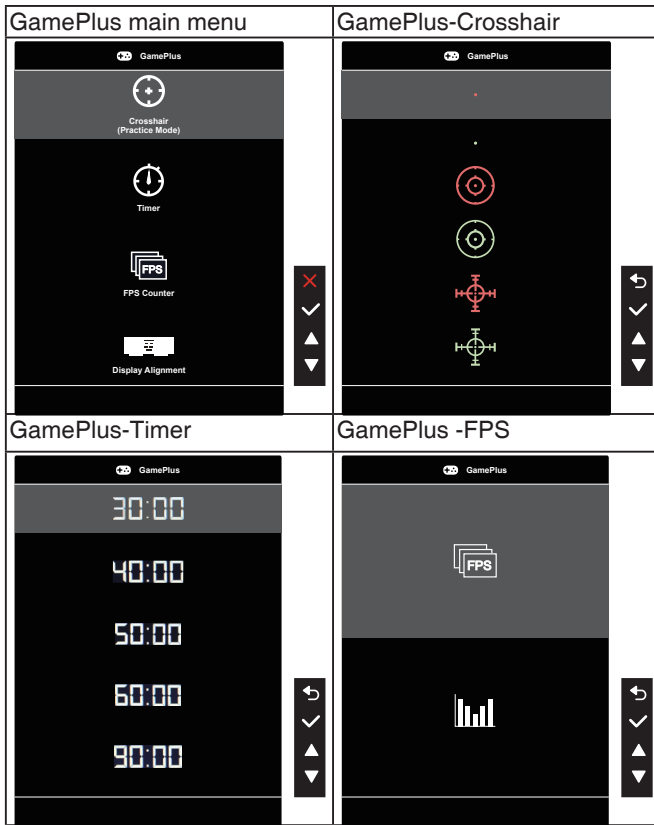 GamePlus main menu
GamePlus-Crosshair
GamePlus
Crosshair
(Practice Mode)
Timer
FPS
FPS Counter
Display Alignment
GamePlus
GamePlus-Timer
GamePlus -FPS
GamePlus
30:00
40:00
50:00
60:00
90:00
GamePlus
FPS